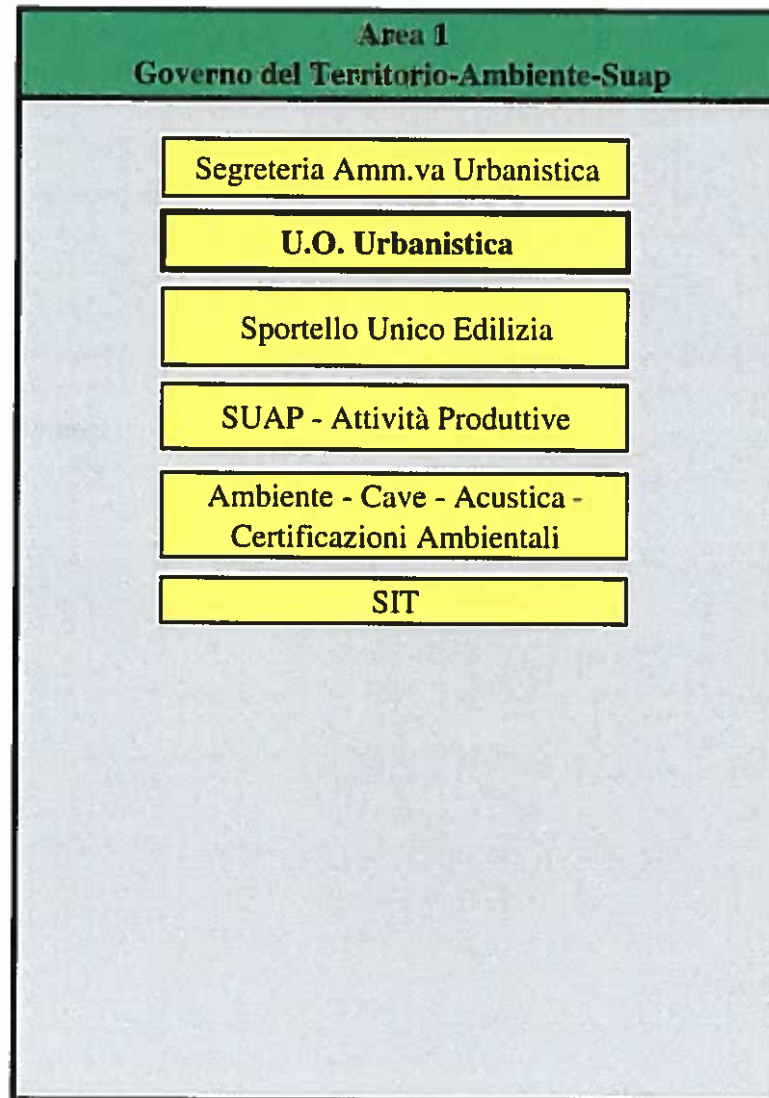 Area 1
Governo del Territorio-Ambiente-Suap
Segreteria Amm.va Urbanistica
U.O. Urbanistica
Sportello Unico Edilizia
SUAP - Attività Produttive
Ambiente - Cave - Acustica -
Certificazioni Ambientali
SIT